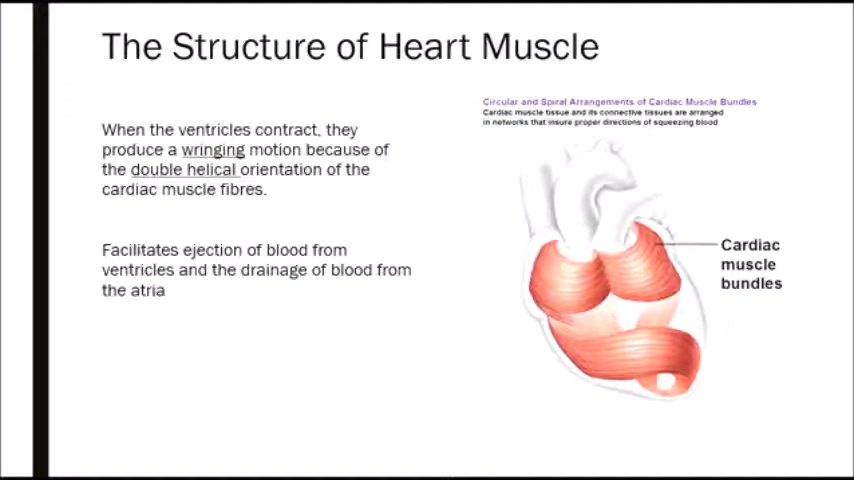 The Structure of Heart Muscle
When the ventricles contract, they
produce a wringing motion because of
the double helical orientation of the
cardiac muscle fibres.
Facilitates ejection of blood from
ventricles and the drainage of blood from
the atria
Circular and Spiral Arrangements of Cardiac Muscle Bundles
Cardiac muscle tissue and its connective tissues are arranged
in networks that insure proper directions of squeezing blood
Cardiac
muscle
bundles